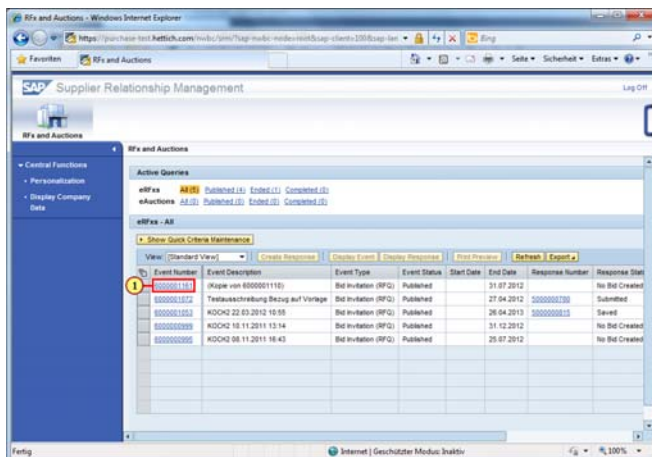 RFx and Auctions - Windows Internet Explorer
Bing
Favoriten RFx and Auctions Seite Sicherheit Extras
SAP Supplier Relationship Management Log Off
RFx and Auctions
RFx and Auctions
Central Functions
Personalization
Display Company Data
Active Queries
eRFxs All (5) Published (4) Ended (1) Completed (0)
eAuctions All (0) Published (0) Ended (0) Completed (0)
eRFxs - All
Show Quick Criteria Maintenance
View: [Standard View] Create Response Display Event Display Response Print Preview Refresh Export
Event Number Event Description Event Type Event Status Start Date End Date Response Number Response Stat
1 6000001161 (Kopie von 6000001110) Bid Invitation (RFQ) Published 31.07.2012 No Bid Created
6000001072 Testausschreibung Bezug auf Vorlage Bid Invitation (RFQ) Published 27.04.2012 Submitted
6000001053 KOCH2 22.03.2012 10:55 Bid Invitation (RFQ) Published 26.04.2013 Saved
6000000999 KOCH2 10.11.2011 13:14 Bid Invitation (RFQ) Published 31.12.2012 No Bid Created
KOCH2 08.11.2011 16:43 Bid Invitation (RFQ) Published 25.07.2012 No Bid Created
Fertig Internet | Geschützter Modus: Inaktiv 100%